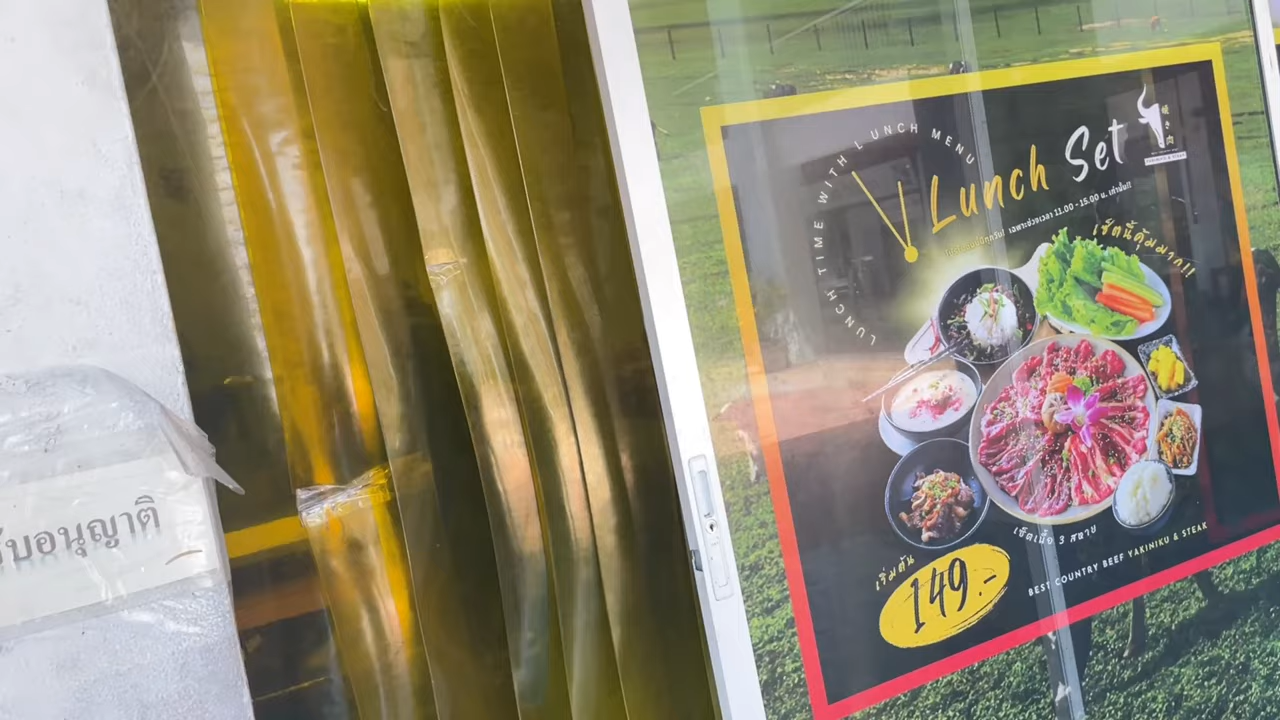 รับอนุญาติ
LUNCH TIME WITH LUNCH MENU
Lunch Set
เฉพาะช่วงเวลา 11.00 - 15.00 น. เท่านั้น!!
เซ็ตนี้คุ้มมาก!!
เซ็ตเนื้อ 3 สหาย
เริ่มต้น
149.-
BEST COUNTRY BEEF YAKINIKU & STEAK